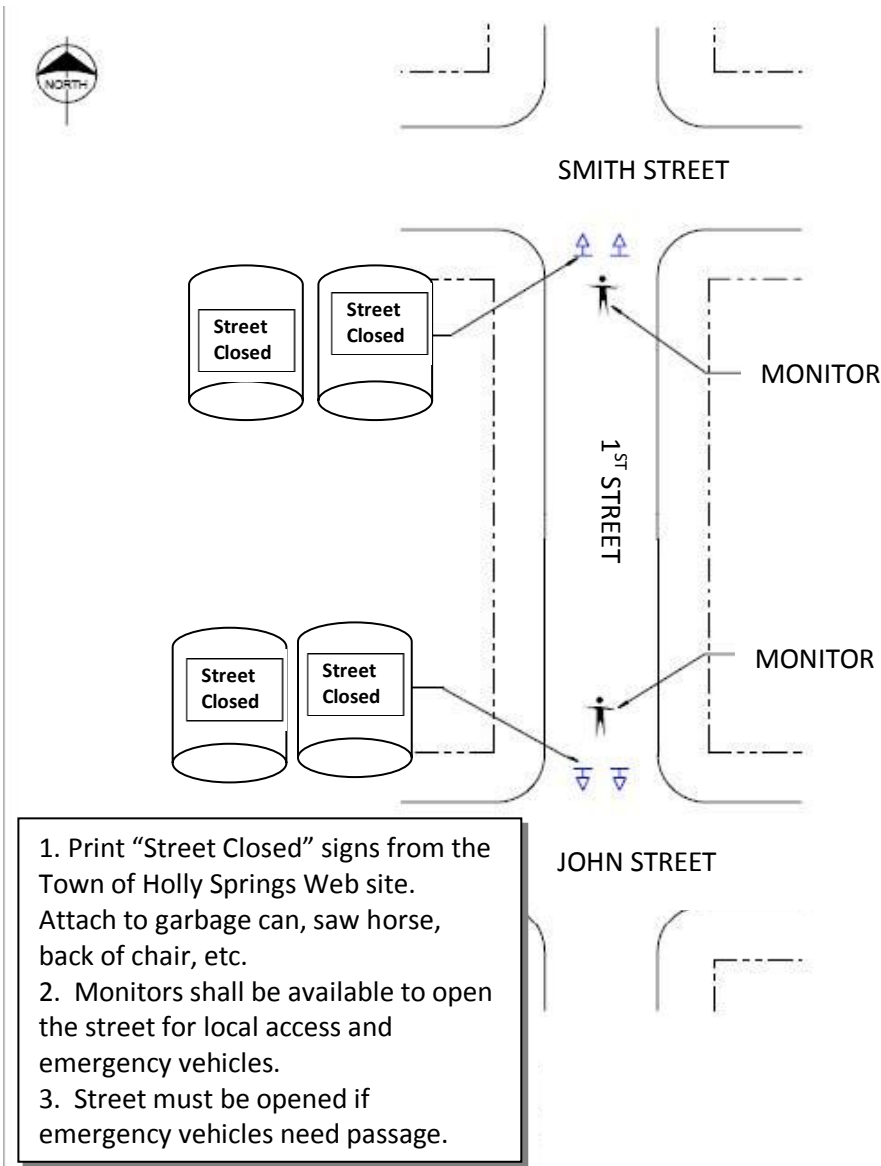 NORTH
SMITH STREET
Street
Closed
Street
Closed
MONITOR
1ST STREET
Street
Closed
Street
Closed
MONITOR
JOHN STREET
1. Print “Street Closed” signs from the
Town of Holly Springs Web site.
Attach to garbage can, saw horse,
back of chair, etc.
2. Monitors shall be available to open
the street for local access and
emergency vehicles.
3. Street must be opened if
emergency vehicles need passage.